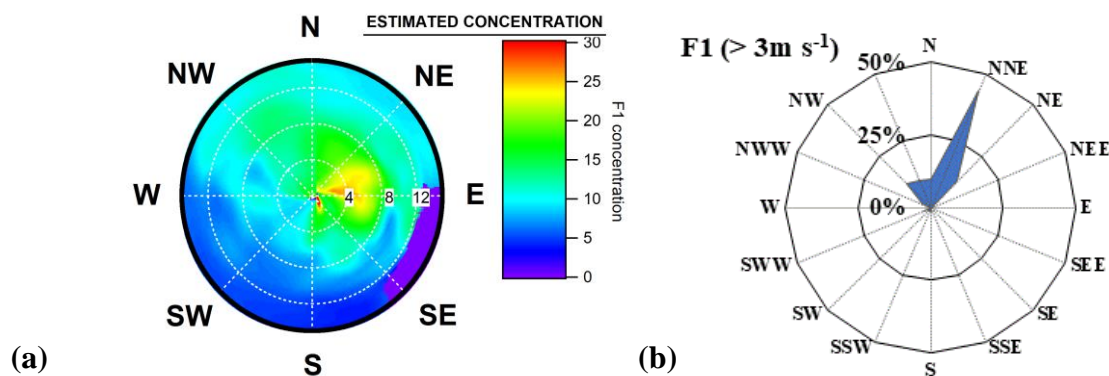 ESTIMATED CONCENTRATION
N
NE
E
SE
S
SW
W
NW
4
8
12
30
25
20
15
10
5
0
F1 concentration
(a)
F1 (> 3m s-1)
50%
25%
0%
N
NNE
NE
NEE
E
SEE
SE
SSE
S
SSW
SW
SWW
W
NWW
NW
(b)